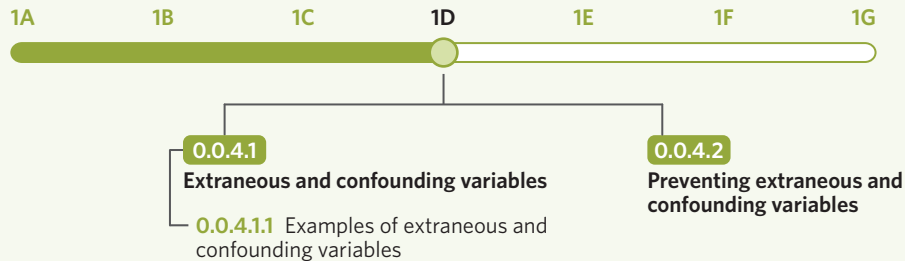 1A 1B 1C 1D 1E 1F 1G
0.0.4.1
Extraneous and confounding variables
0.0.4.1.1 Examples of extraneous and
confounding variables
0.0.4.2
Preventing extraneous and
confounding variables